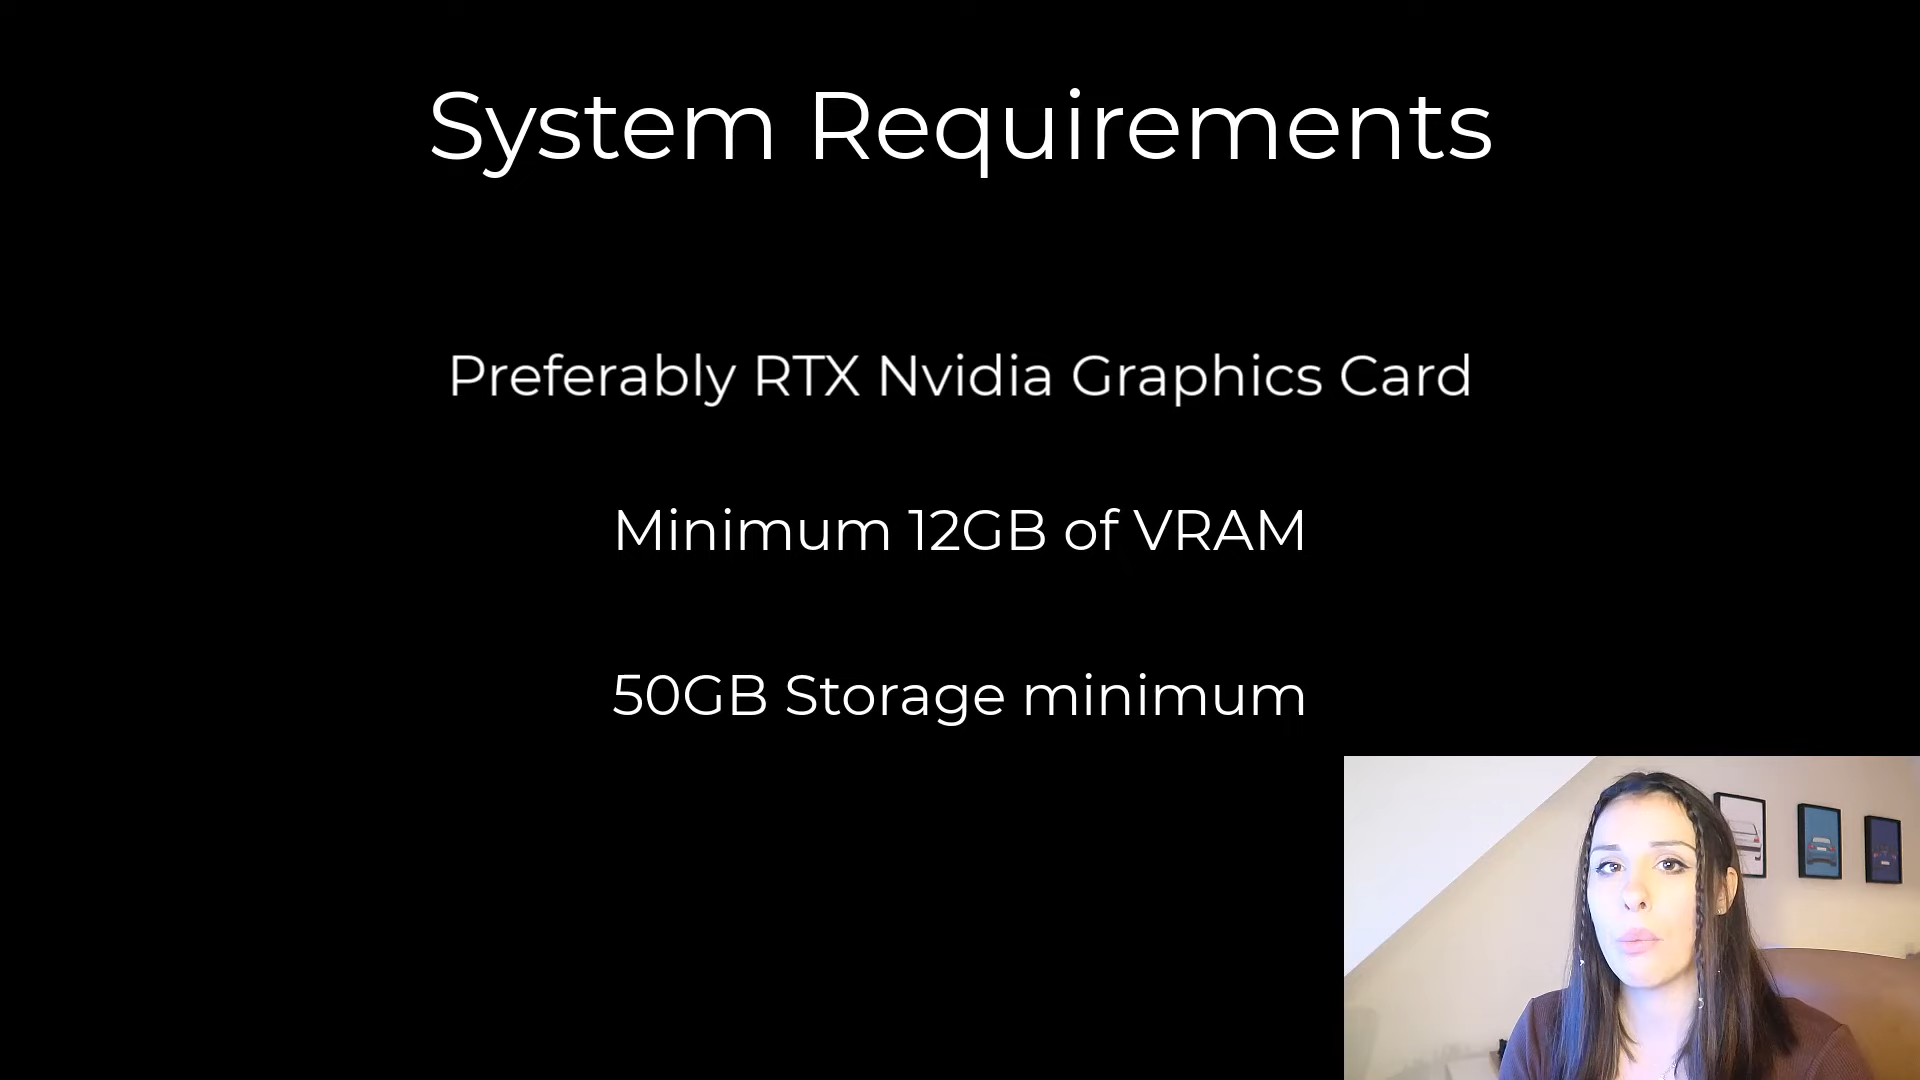 System Requirements
Preferably RTX Nvidia Graphics Card
Minimum 12GB of VRAM
50GB Storage minimum